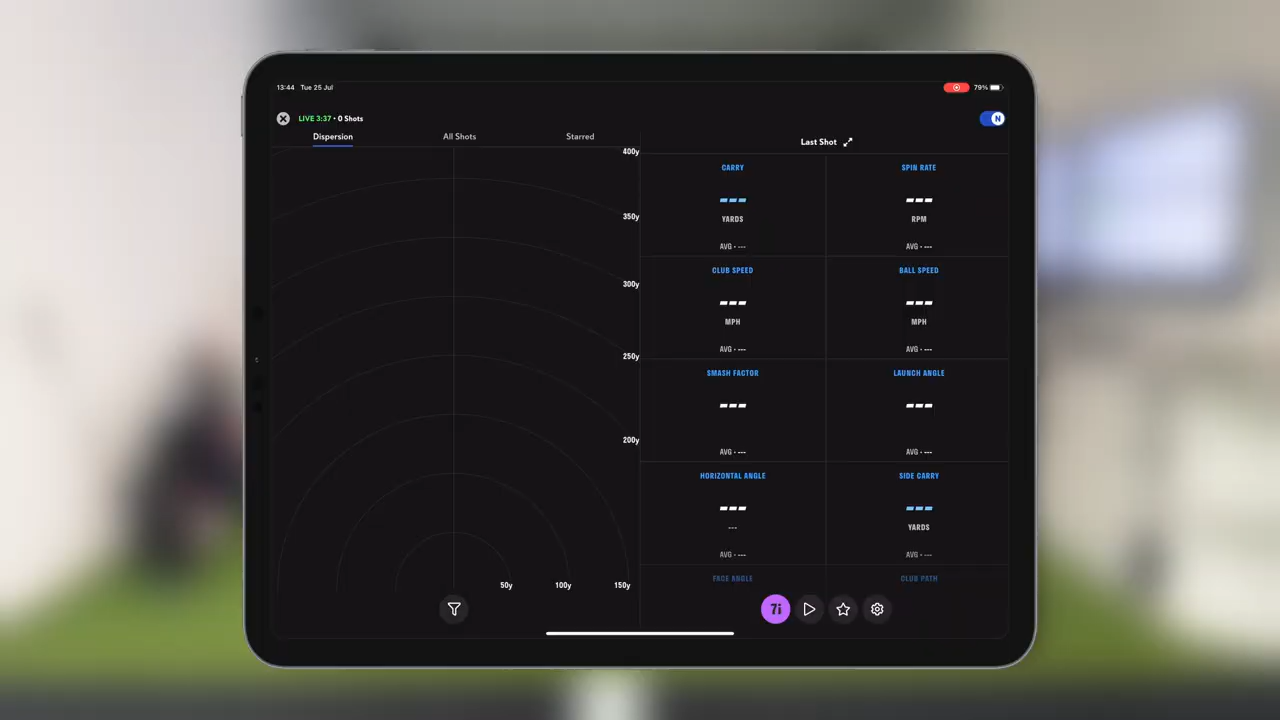 13:44 Tue 25 Jul
79%
LIVE 3:37 • 0 Shots
N
Dispersion
All Shots
Starred
Last Shot
400y
350y
300y
250y
200y
50y
100y
150y
CARRY
---
YARDS
AVG • ---
SPIN RATE
---
RPM
AVG • ---
CLUB SPEED
---
MPH
AVG • ---
BALL SPEED
---
MPH
AVG • ---
SMASH FACTOR
---
AVG • ---
LAUNCH ANGLE
---
AVG • ---
HORIZONTAL ANGLE
---
---
AVG • ---
SIDE CARRY
---
YARDS
AVG • ---
FACE ANGLE
CLUB PATH
7i